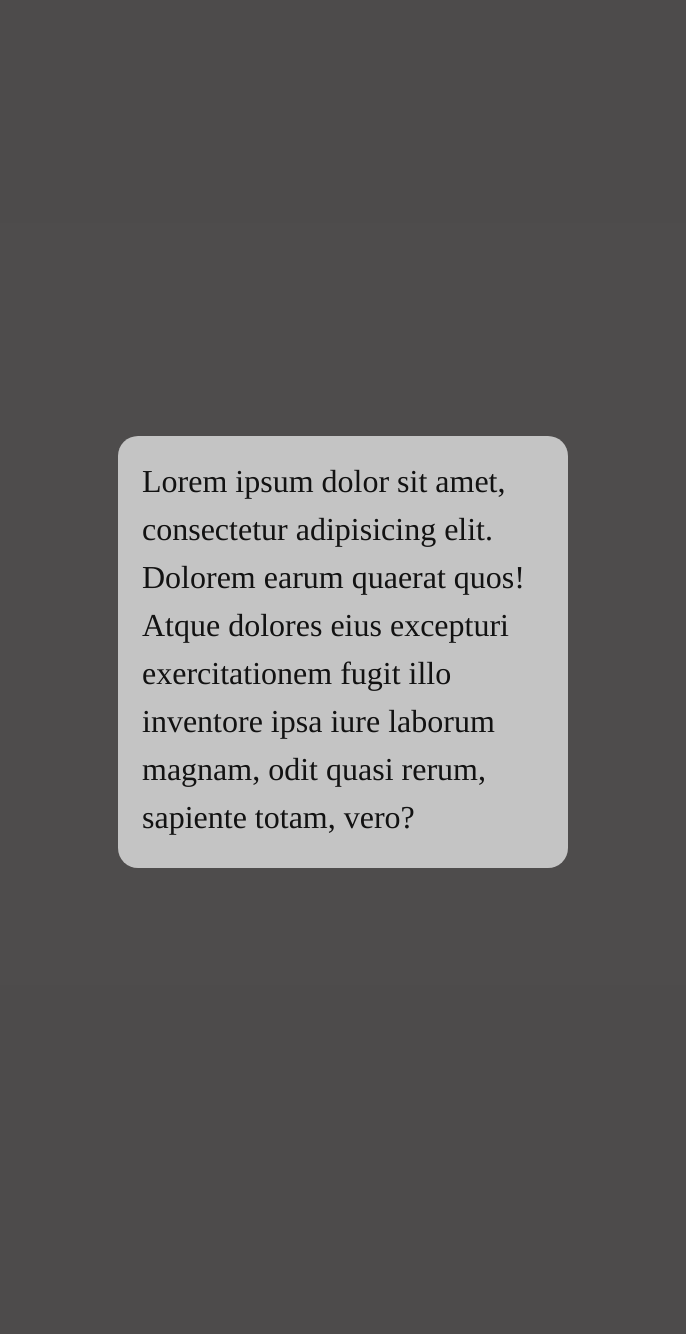 Lorem ipsum dolor sit amet,
consectetur adipisicing elit.
Dolorem earum quaerat quos!
Atque dolores eius excepturi
exercitationem fugit illo
inventore ipsa iure laborum
magnam, odit quasi rerum,
sapiente totam, vero?